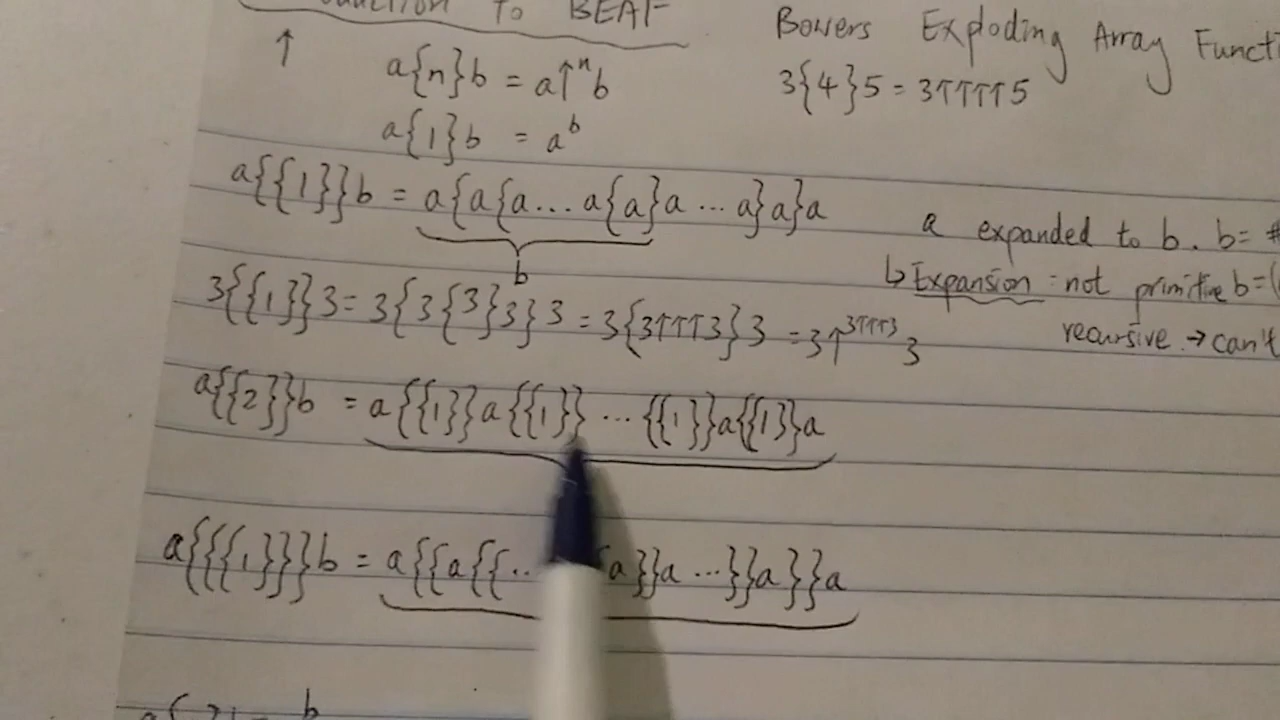 To BEAF
Bowers Exploding Array
↑
a{n}b = a↑ⁿb
3{4}5 = 3↑↑↑↑5
a{1}b = aᵇ
a{{1}}b = a{a{a...a{a}a...a}a}a
b
a expanded to b. b=
↳ Expansion : not primitive b=
recursive → can't
3{{1}}3 = 3{3{3}3}3 = 3{3↑↑↑3}3 = 3↑³↑↑↑³3
a{{2}}b = a{{1}}a{{1}}...{{1}}a{{1}}a
a{{{1}}}b = a{{a{{.. a}}a...}}a}}a